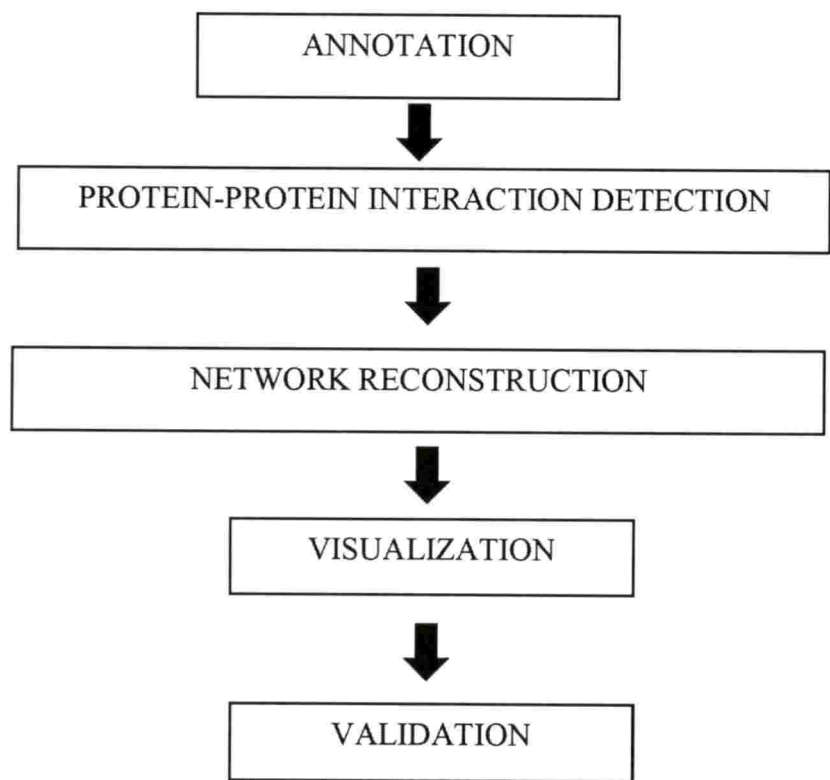 ANNOTATION
PROTEIN-PROTEIN INTERACTION DETECTION
NETWORK RECONSTRUCTION
VISUALIZATION
VALIDATION